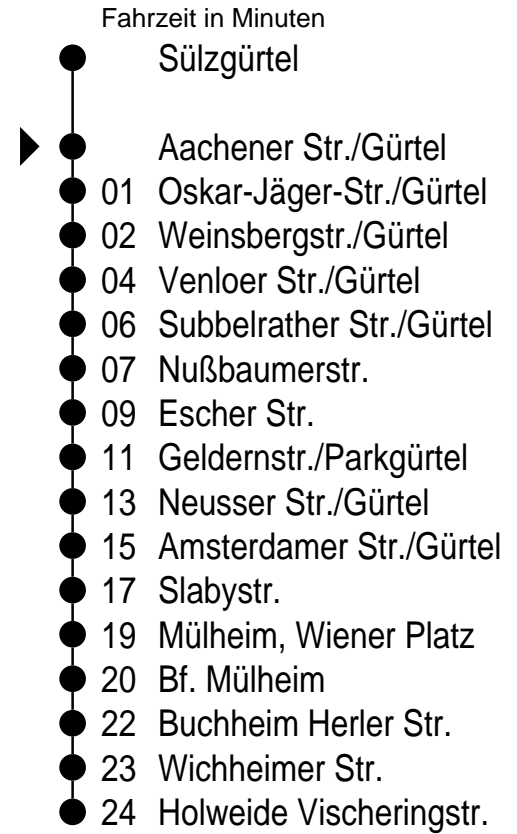 Fahrzeit in Minuten
Sülzgürtel
Aachener Str./Gürtel
01 Oskar-Jäger-Str./Gürtel
02 Weinsbergstr./Gürtel
04 Venloer Str./Gürtel
06 Subbelrather Str./Gürtel
07 Nußbaumerstr.
09 Escher Str.
11 Geldernstr./Parkgürtel
13 Neusser Str./Gürtel
15 Amsterdamer Str./Gürtel
17 Slabystr.
19 Mülheim, Wiener Platz
20 Bf. Mülheim
22 Buchheim Herler Str.
23 Wichheimer Str.
24 Holweide Vischeringstr.